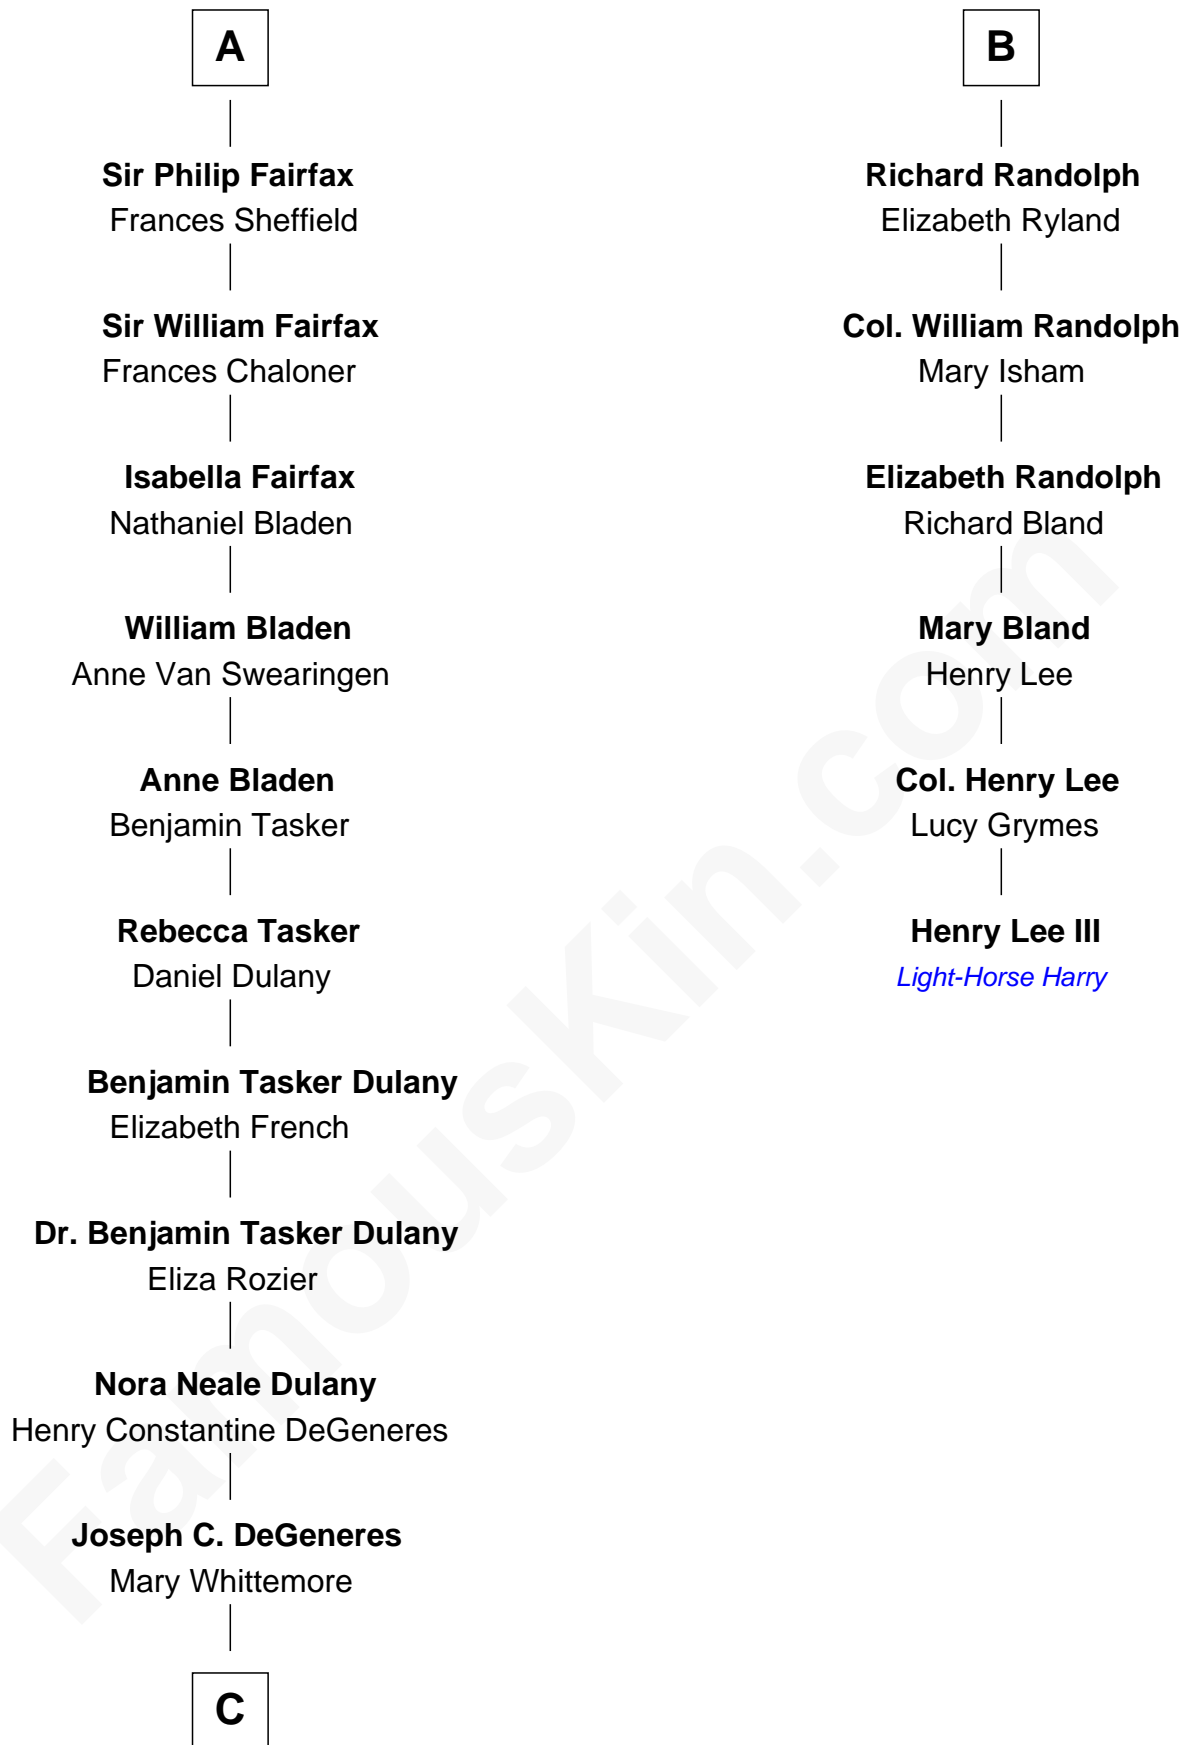 A
Sir Philip Fairfax
Frances Sheffield
Sir William Fairfax
Frances Chaloner
Isabella Fairfax
Nathaniel Bladen
William Bladen
Anne Van Swearingen
Anne Bladen
Benjamin Tasker
Rebecca Tasker
Daniel Dulany
Benjamin Tasker Dulany
Elizabeth French
Dr. Benjamin Tasker Dulany
Eliza Rozier
Nora Neale Dulany
Henry Constantine DeGeneres
Joseph C. DeGeneres
Mary Whittemore
C
B
Richard Randolph
Elizabeth Ryland
Col. William Randolph
Mary Isham
Elizabeth Randolph
Richard Bland
Mary Bland
Henry Lee
Col. Henry Lee
Lucy Grymes
Henry Lee III
Light-Horse Harry
FamousKin.com